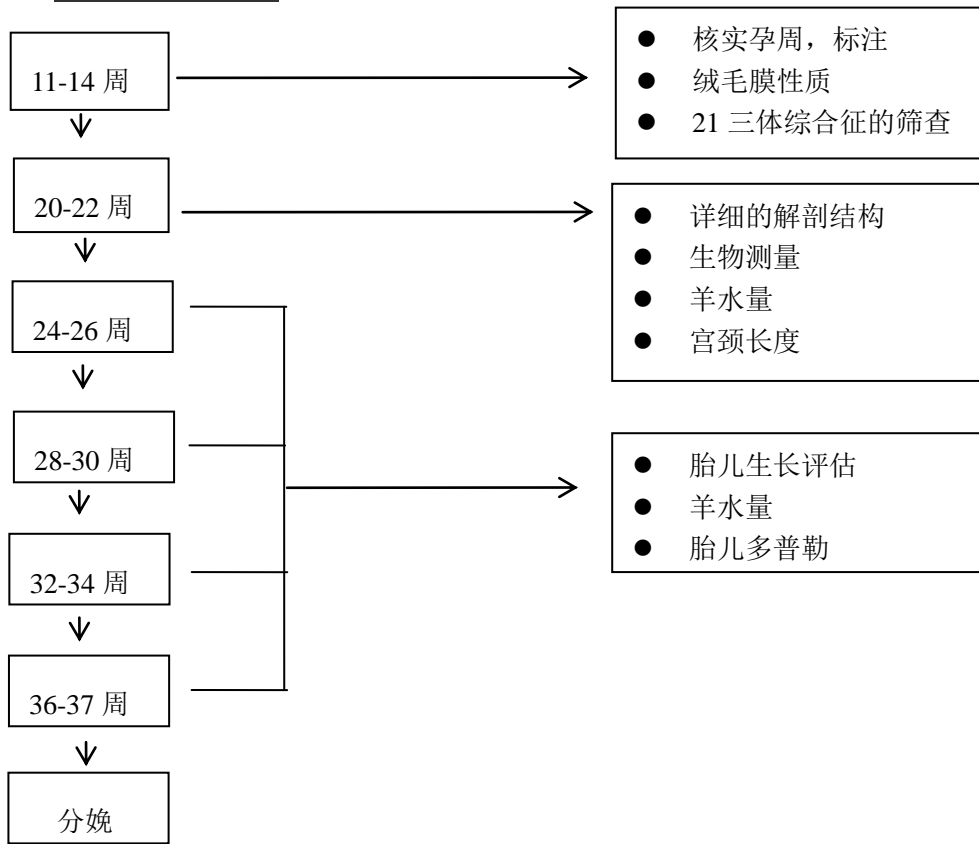 11-14 周
● 核实孕周，标注
● 绒毛膜性质
● 21 三体综合征的筛查
20-22 周
● 详细的解剖结构
● 生物测量
● 羊水量
● 宫颈长度
24-26 周
28-30 周
32-34 周
36-37 周
● 胎儿生长评估
● 羊水量
● 胎儿多普勒
分娩